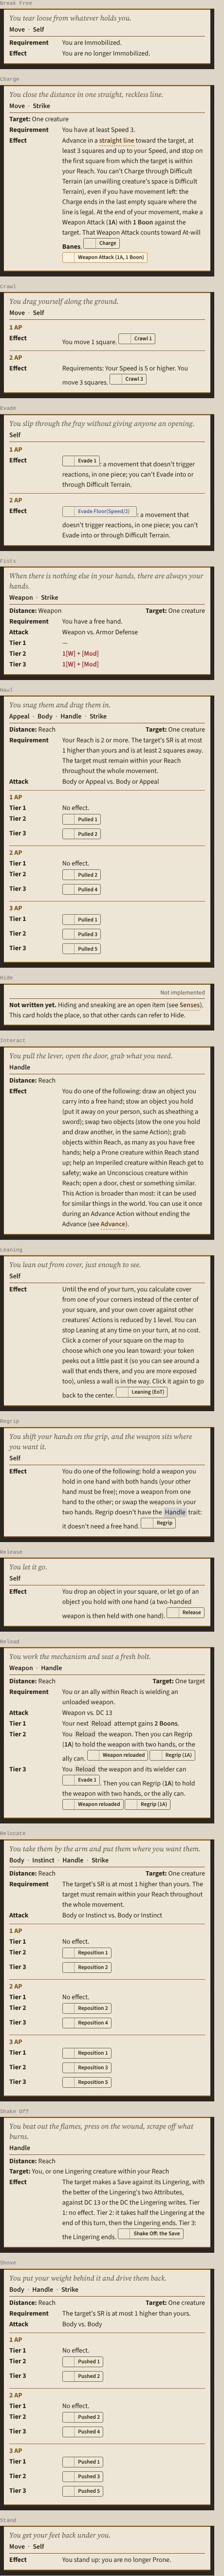 Break Free
You tear loose from whatever holds you.
Move · Self
Requirement You are Immobilized.
Effect You are no longer Immobilized.
Charge
You close the distance in one straight, reckless line.
Move · Strike
Target: One creature
Requirement You have at least Speed 3.
Effect Advance in a straight line toward the target, at
least 3 squares and up to your Speed, and stop on
the first square from which the target is within
your Reach. You can't Charge through Difficult
Terrain (an unwilling creature's space is Difficult
Terrain), even if you have movement left: the
Charge ends in the last empty square where the
line is legal. At the end of your movement, make a
Weapon Attack (1A) with 1 Boon against the
target. That Weapon Attack counts toward At-will
Banes. Charge
Weapon Attack (1A, 1 Boon)
Crawl
You drag yourself along the ground.
Move · Self
1 AP
Effect
You move 1 square. Crawl 1
2 AP
Effect Requirements: Your Speed is 5 or higher. You
move 3 squares. Crawl 3
Evade
You slip through the fray without giving anyone an opening.
Self
1 AP
Effect Evade 1: a movement that doesn't trigger
reactions, in one piece; you can't Evade into or
through Difficult Terrain.
2 AP
Effect Evade Floor(Speed/2): a movement that
doesn't trigger reactions, in one piece; you can't
Evade into or through Difficult Terrain.
Fists
When there is nothing else in your hands, there are always your
hands.
Weapon · Strike
Distance: Weapon Target: One creature
Requirement You have a free hand.
Attack Weapon vs. Armor Defense
Tier 1 —
Tier 2 1[W] + [Mod]
Tier 3 1[W] + [Mod]
Haul
You snag them and drag them in.
Appeal · Body · Handle · Strike
Distance: Reach Target: One creature
Requirement Your Reach is 2 or more. The target's SR is at most
1 higher than yours and is at least 2 squares away.
The target must remain within your Reach
throughout the whole movement.
Attack Body or Appeal vs. Body or Appeal
1 AP
Tier 1 No effect.
Tier 2 Pulled 1
Tier 3 Pulled 2
2 AP
Tier 1 No effect.
Tier 2 Pulled 2
Tier 3 Pulled 4
3 AP
Tier 1 Pulled 1
Tier 2 Pulled 3
Tier 3 Pulled 5
Hide
Not implemented
Not written yet. Hiding and sneaking are an open item (see Senses).
This card holds the place, so that other cards can refer to Hide.
Interact
You pull the lever, open the door, grab what you need.
Handle
Distance: Reach
Effect You do one of the following: draw an object you
carry into a free hand; stow an object you hold
(put it away on your person, such as sheathing a
sword); swap two objects (stow the one you hold
and draw another, in the same Action); grab
objects within Reach, as many as you have free
hands; help a Prone creature within Reach stand
up; help an Imperiled creature within Reach get to
safety; wake an Unconscious creature within
Reach; open a door, chest or something similar.
This Action is broader than most: it can be used
for similar things in the world. You can use it once
during an Advance Action without ending the
Advance (see Advance).
Leaning
You lean out from cover, just enough to see.
Self
Effect Until the end of your turn, you calculate cover
from one of your corners instead of the center of
your square, and your own cover against other
creatures' Actions is reduced by 1 level. You can
stop Leaning at any time on your turn, at no cost.
Click a corner of your square on the map to
choose which one you lean toward: your token
peeks out a little past it (so you can see around a
wall that ends there, and you are more exposed
too), unless a wall is in the way. Click it again to go
back to the center. Leaning (EoT)
Regrip
You shift your hands on the grip, and the weapon sits where
you want it.
Self
Effect You do one of the following: hold a weapon you
hold in one hand with both hands (your other
hand must be free); move a weapon from one
hand to the other; or swap the weapons in your
two hands. Regrip doesn't have the Handle trait:
it doesn't need a free hand. Regrip
Release
You let it go.
Self
Effect You drop an object in your square, or let go of an
object you hold with one hand (a two-handed
weapon is then held with one hand). Release
Reload
You work the mechanism and seat a fresh bolt.
Weapon · Handle
Distance: Reach Target: One target
Requirement You or an ally within Reach is wielding an
unloaded weapon.
Attack Weapon vs. DC 13
Tier 1 Your next Reload attempt gains 2 Boons.
Tier 2 You Reload the weapon. Then you can Regrip
(1A) to hold the weapon with two hands, or the
ally can. Weapon reloaded Regrip (1A)
Tier 3 You Reload the weapon and its wielder can
Evade 1. Then you can Regrip (1A) to hold
the weapon with two hands, or the ally can.
Weapon reloaded Regrip (1A)
Relocate
You take them by the arm and put them where you want them.
Body · Instinct · Handle · Strike
Distance: Reach Target: One creature
Requirement The target's SR is at most 1 higher than yours. The
target must remain within your Reach throughout
the whole movement.
Attack Body or Instinct vs. Body or Instinct
1 AP
Tier 1 No effect.
Tier 2 Reposition 1
Tier 3 Reposition 2
2 AP
Tier 1 No effect.
Tier 2 Reposition 2
Tier 3 Reposition 4
3 AP
Tier 1 Reposition 1
Tier 2 Reposition 3
Tier 3 Reposition 5
Shake Off
You beat out the flames, press on the wound, scrape off what
burns.
Handle
Distance: Reach
Target: You, or one Lingering creature within your Reach
Effect The target makes a Save against its Lingering, with
the better of the Lingering's two Attributes,
against DC 13 or the DC the Lingering writes. Tier
1: no effect. Tier 2: it takes half the Lingering at the
end of this turn, then the Lingering ends. Tier 3:
the Lingering ends. Shake Off: the Save
Shove
You put your weight behind it and drive them back.
Body · Handle · Strike
Distance: Reach Target: One creature
Requirement The target's SR is at most 1 higher than yours.
Attack Body vs. Body
1 AP
Tier 1 No effect.
Tier 2 Pushed 1
Tier 3 Pushed 2
2 AP
Tier 1 No effect.
Tier 2 Pushed 2
Tier 3 Pushed 4
3 AP
Tier 1 Pushed 1
Tier 2 Pushed 3
Tier 3 Pushed 5
Stand
You get your feet back under you.
Move · Self
Effect You stand up: you are no longer Prone.